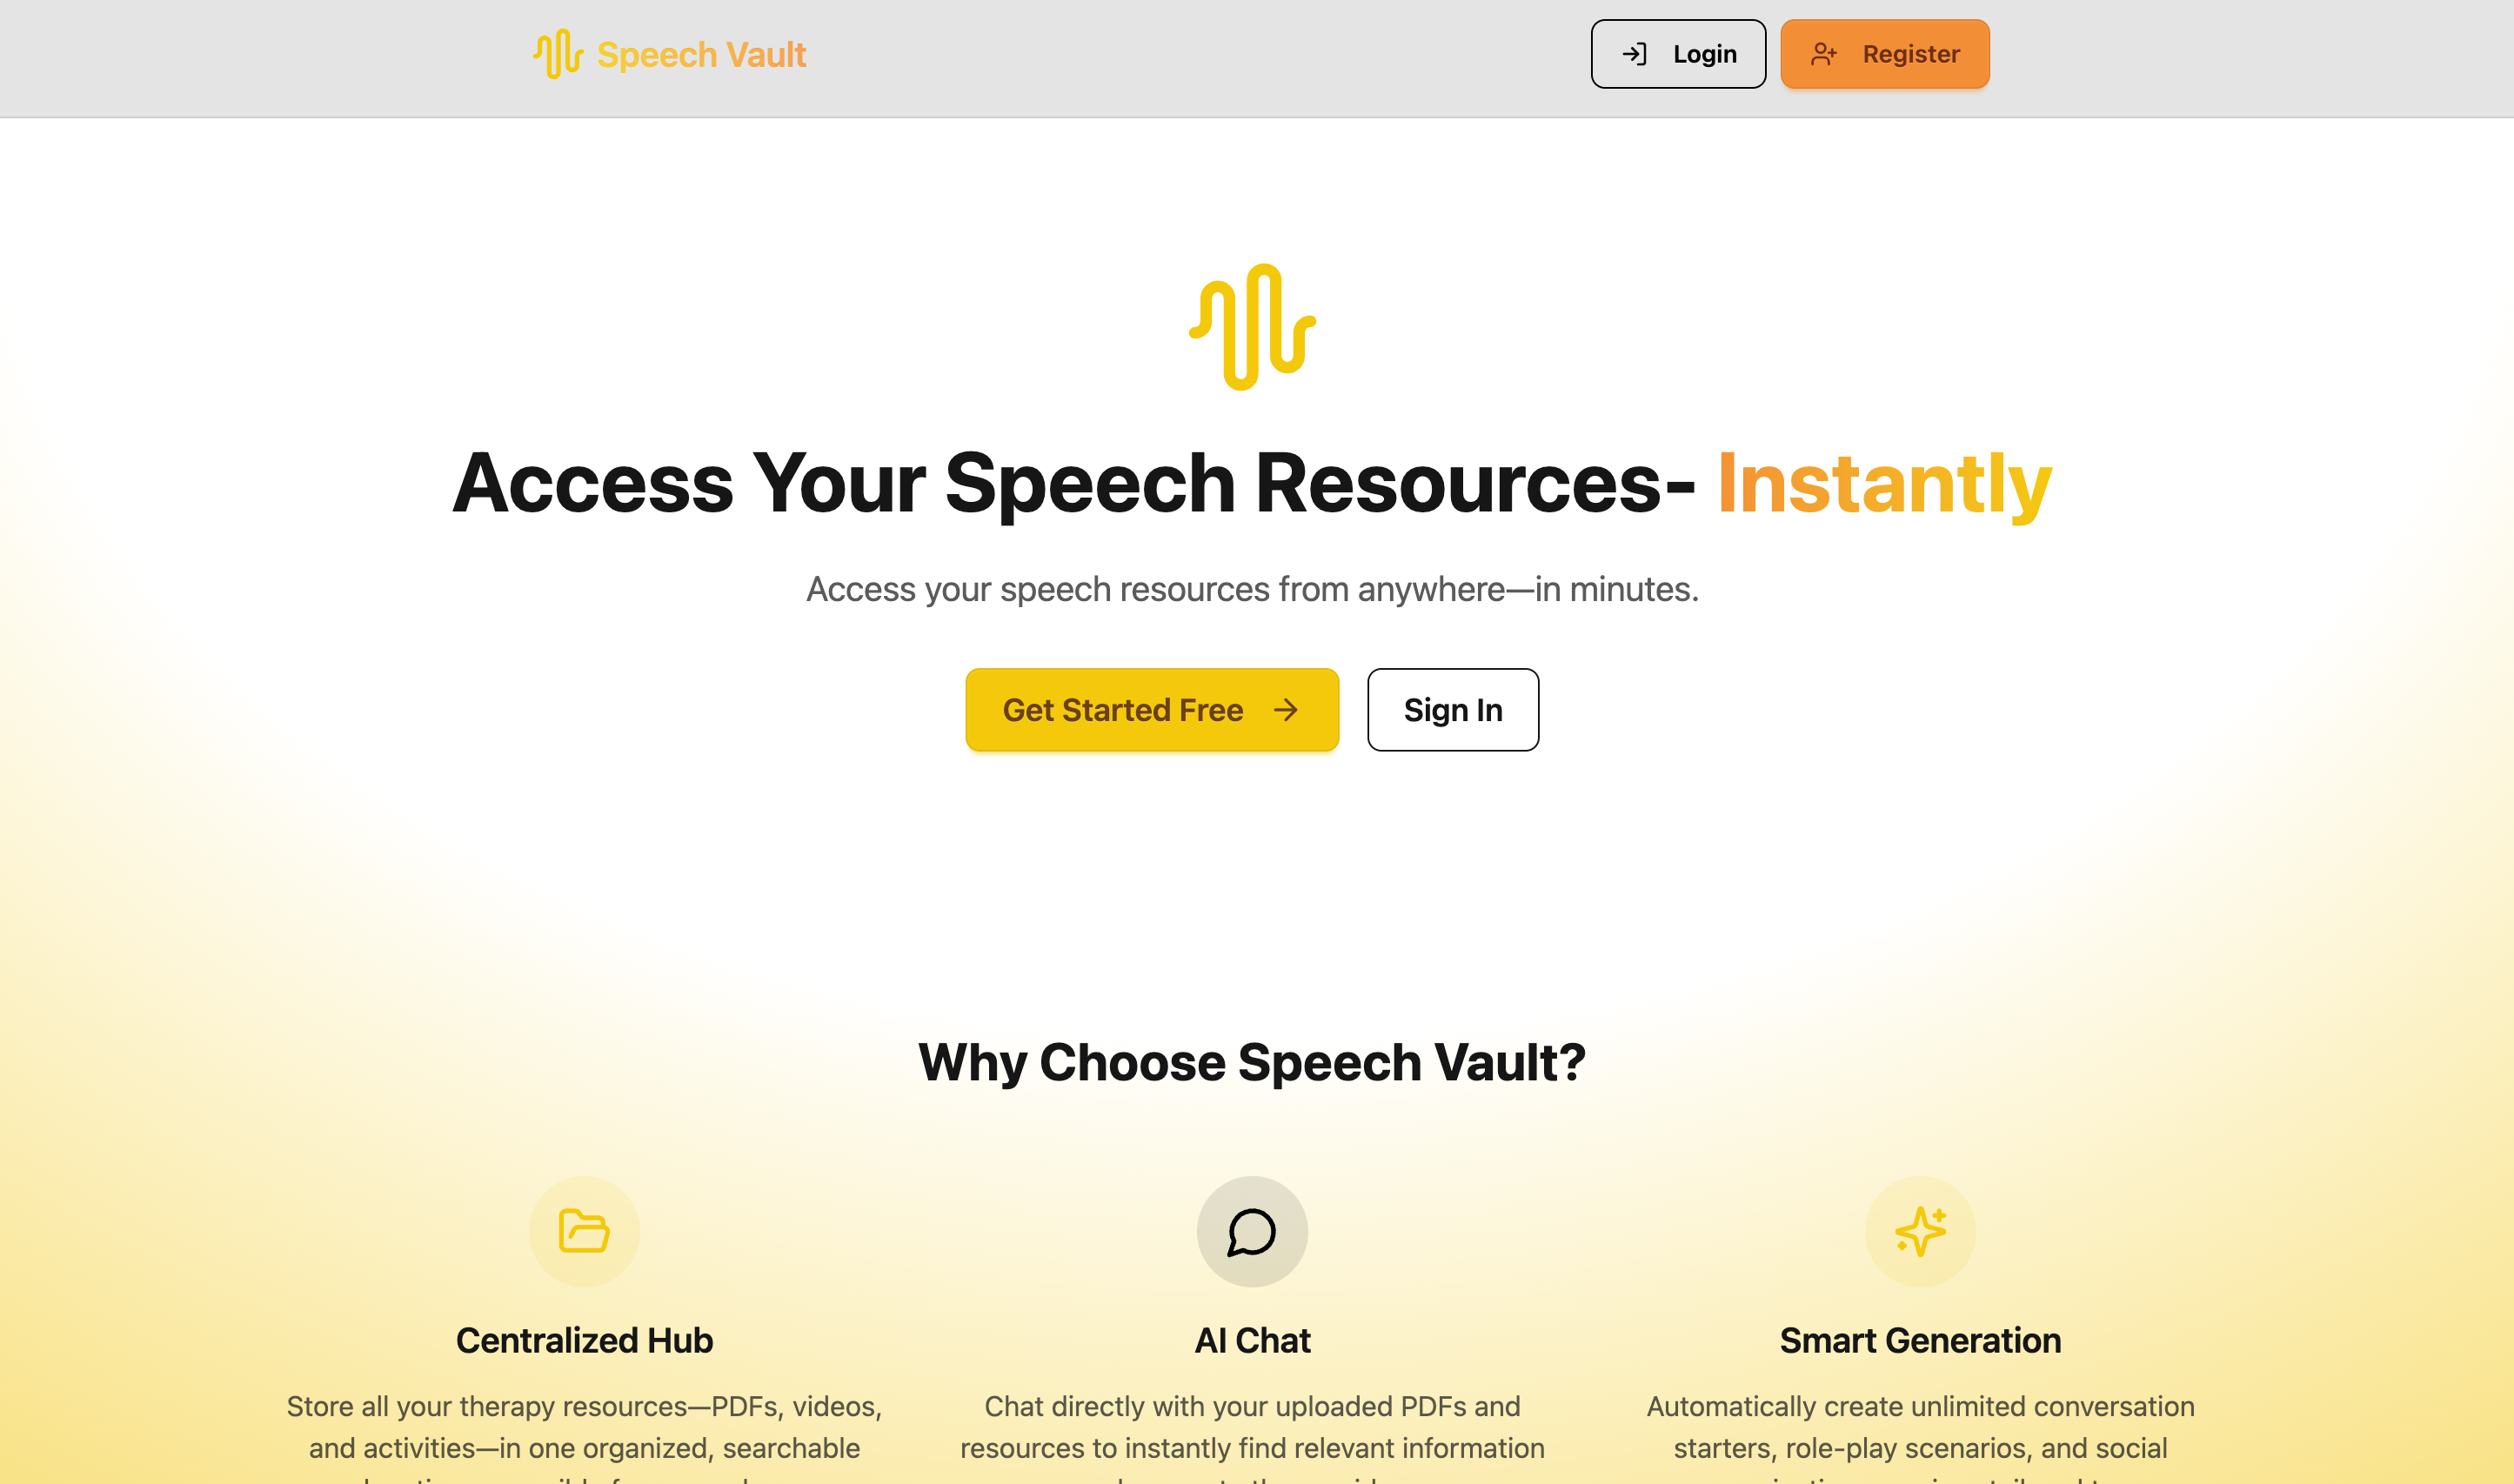 Speech Vault
Login
Register
Access Your Speech Resources- Instantly
Access your speech resources from anywhere—in minutes.
Get Started Free
Sign In
Why Choose Speech Vault?
Centralized Hub
Store all your therapy resources—PDFs, videos,
and activities—in one organized, searchable
AI Chat
Chat directly with your uploaded PDFs and
resources to instantly find relevant information
Smart Generation
Automatically create unlimited conversation
starters, role-play scenarios, and social